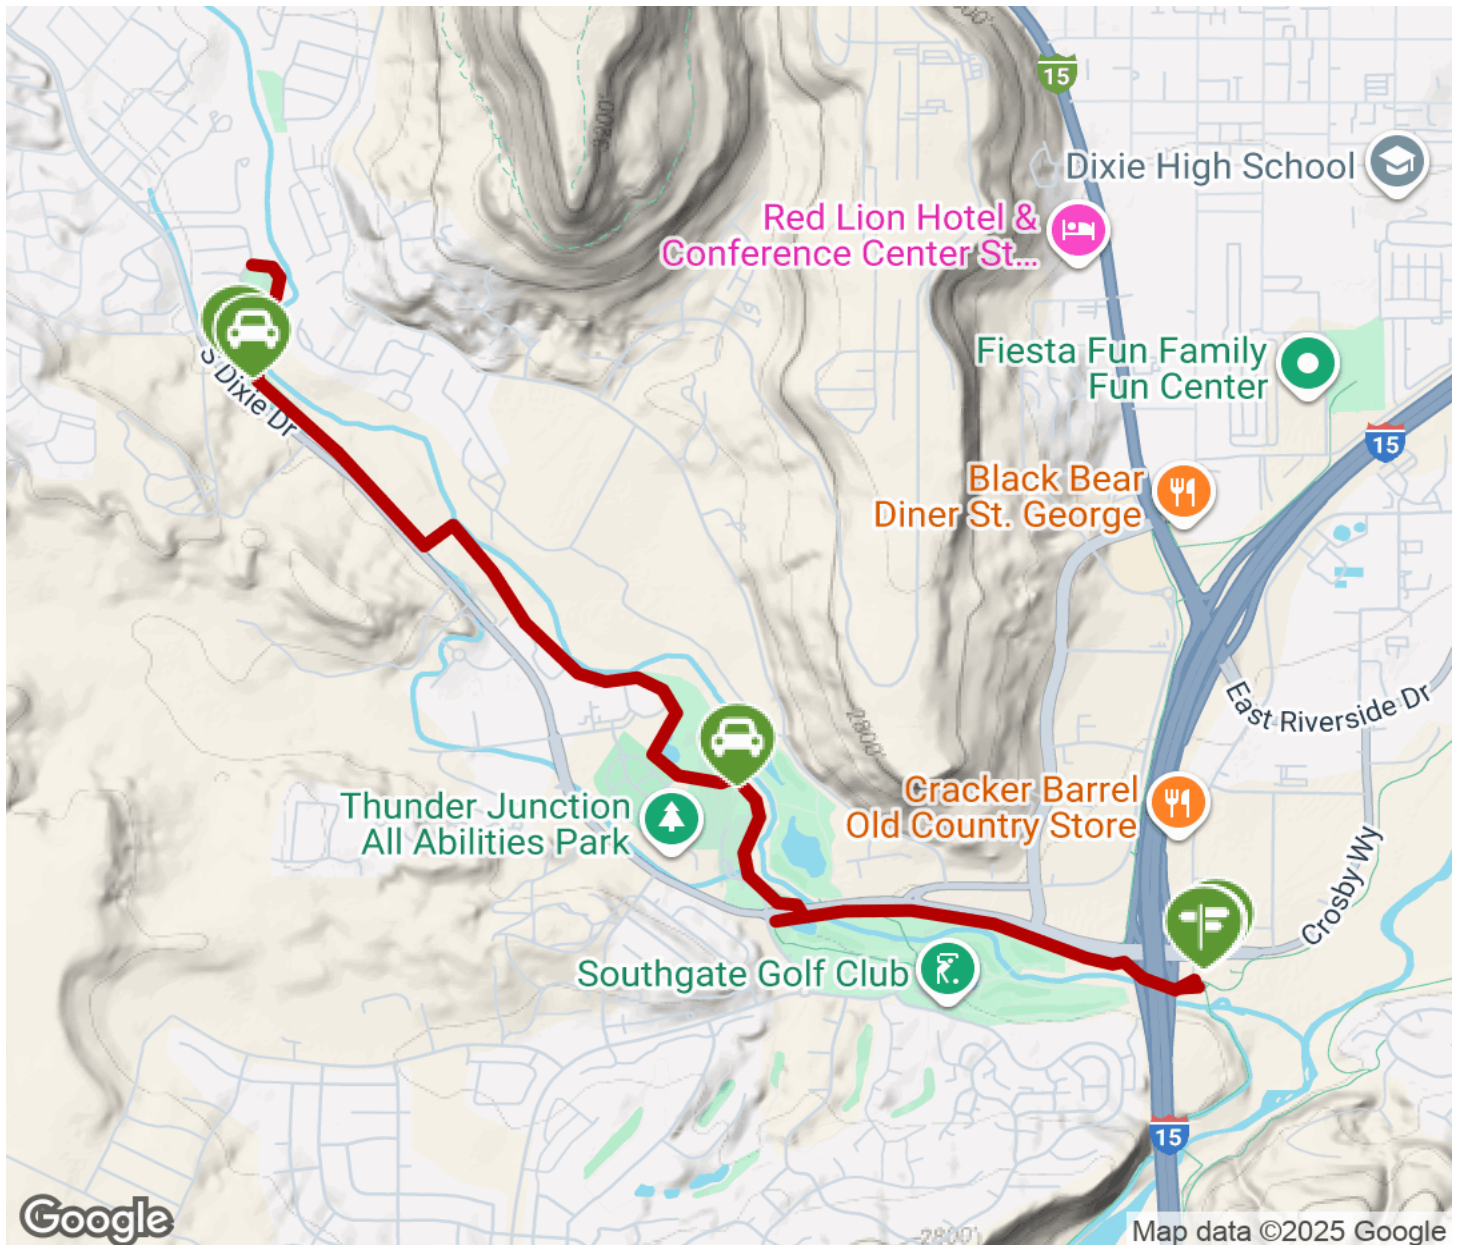 15
Dixie High School
Red Lion Hotel &
Conference Center St...
S Dixie Dr
Fiesta Fun Family
Fun Center
15
Black Bear
Diner St. George
East Riverside Dr
2800'
Cracker Barrel
Old Country Store
Thunder Junction
All Abilities Park
Crosby Wy
Southgate Golf Club
15
Google
2800'
Map data ©2025 Google